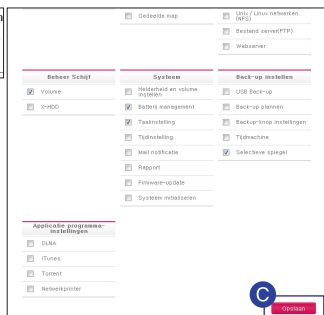 Gedeelde map
Unix / Linux netwerken
(NFS)
Bestand server(FTP)
Webserver
Beheer Schijf
Volume
X-HDD
Systeem
Helderheid en volume
instellen
Batterij management
Taalinstelling
Tijdinstelling
Mail notificatie
Rapport
Firmware-update
Systeem initialiseren
Back-up instellen
USB Back-up
Back-up plannen
Backup-knop instellingen
Tijdmachine
Selectieve spiegel
Applicatie programma-
instellingen
DLNA
iTunes
Torrent
Netwerkprinter
C
Opslaan